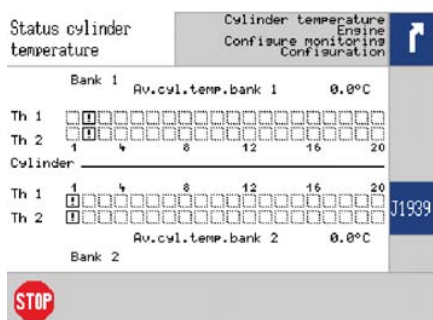 Status cylinder
temperature
Cylinder temperature
Engine
Configure monitoring
Configuration
Bank 1
Av.cyl.temp.bank 1 0.0°C
Th 1 !
Th 2 !
1 4 8 12 16 20
Cylinder
1 4 8 12 16 20
Th 1 !
Th 2 !
J1939
Av.cyl.temp.bank 2 0.0°C
Bank 2
STOP